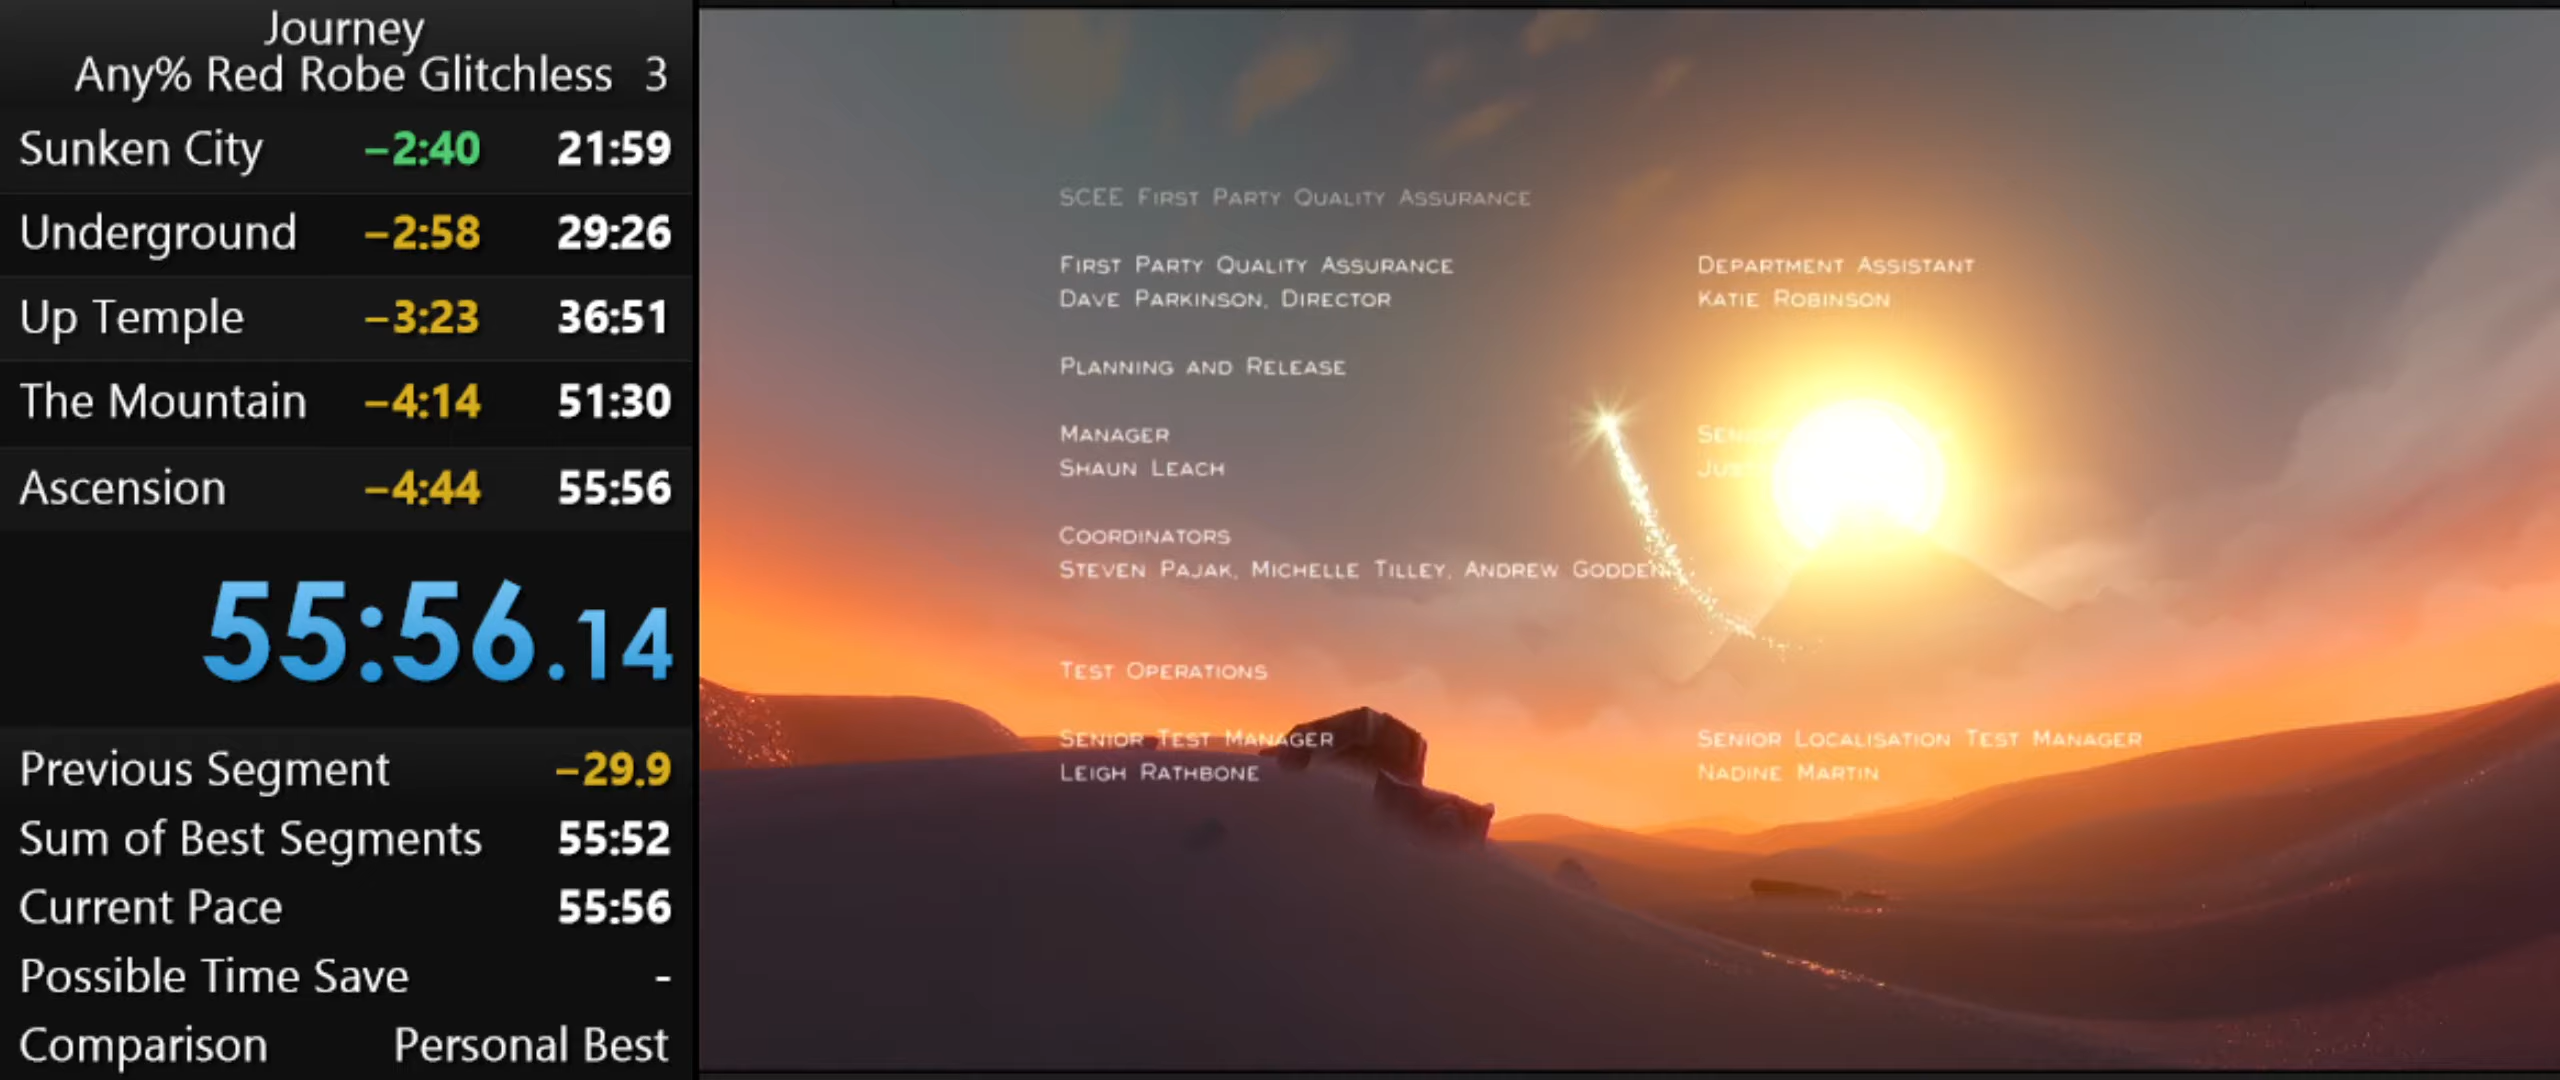 Journey
Any% Red Robe Glitchless 3
Sunken City −2:40 21:59
Underground −2:58 29:26
Up Temple −3:23 36:51
The Mountain −4:14 51:30
Ascension −4:44 55:56
55:56.14
Previous Segment −29.9
Sum of Best Segments 55:52
Current Pace 55:56
Possible Time Save -
Comparison Personal Best
SCEE First Party Quality Assurance
First Party Quality Assurance
Dave Parkinson, Director
Department Assistant
Katie Robinson
Planning and Release
Manager
Shaun Leach
Coordinators
Steven Pajak, Michelle Tilley, Andrew Godden
Test Operations
Senior Test Manager
Leigh Rathbone
Senior Localisation Test Manager
Nadine Martin